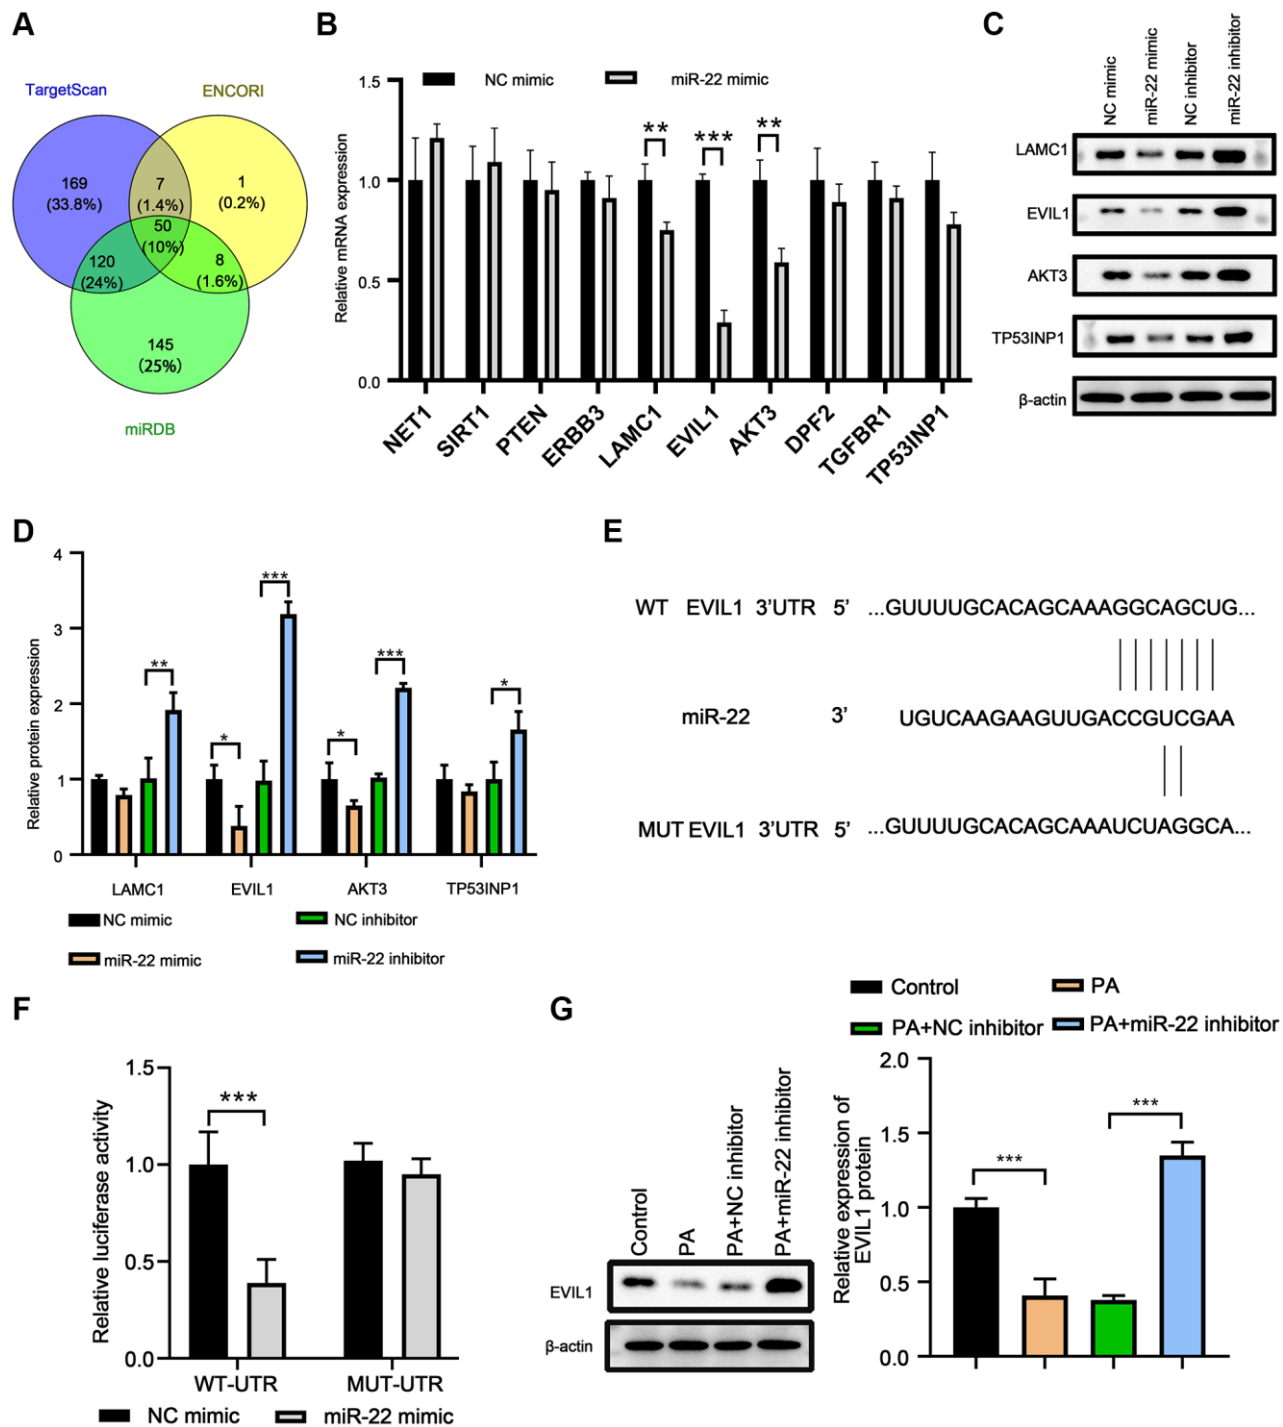 A
TargetScan
ENCORI
169
(33.8%)
7
(1.4%)
1
(0.2%)
50
(10%)
120
(24%)
8
(1.6%)
145
(25%)
miRDB
B
NC mimic
miR-22 mimic
Relative mRNA expression
1.5
1.0
0.5
0.0
**
***
**
NET1
SIRT1
PTEN
ERBB3
LAMC1
EVIL1
AKT3
DPF2
TGFBR1
TP53INP1
C
NC mimic
miR-22 mimic
NC inhibitor
miR-22 inhibitor
LAMC1
EVIL1
AKT3
TP53INP1
β-actin
D
Relative protein expression
4
3
2
1
0
**
*
***
*
***
*
LAMC1
EVIL1
AKT3
TP53INP1
NC mimic
NC inhibitor
miR-22 mimic
miR-22 inhibitor
E
WT EVIL1 3'UTR 5' ...GUUUUGCACAGCAAAGGCAGCUG...
miR-22 3' UGUCAAGAAGUUGACCGUCGAA
MUT EVIL1 3'UTR 5' ...GUUUUGCACAGCAAAUCUAGGCA...
F
Relative luciferase activity
1.5
1.0
0.5
0.0
***
WT-UTR
MUT-UTR
NC mimic
miR-22 mimic
G
Control
PA
PA+NC inhibitor
PA+miR-22 inhibitor
EVIL1
β-actin
Control
PA
PA+NC inhibitor
PA+miR-22 inhibitor
Relative expression of
EVIL1 protein
2.0
1.5
1.0
0.5
0.0
***
***